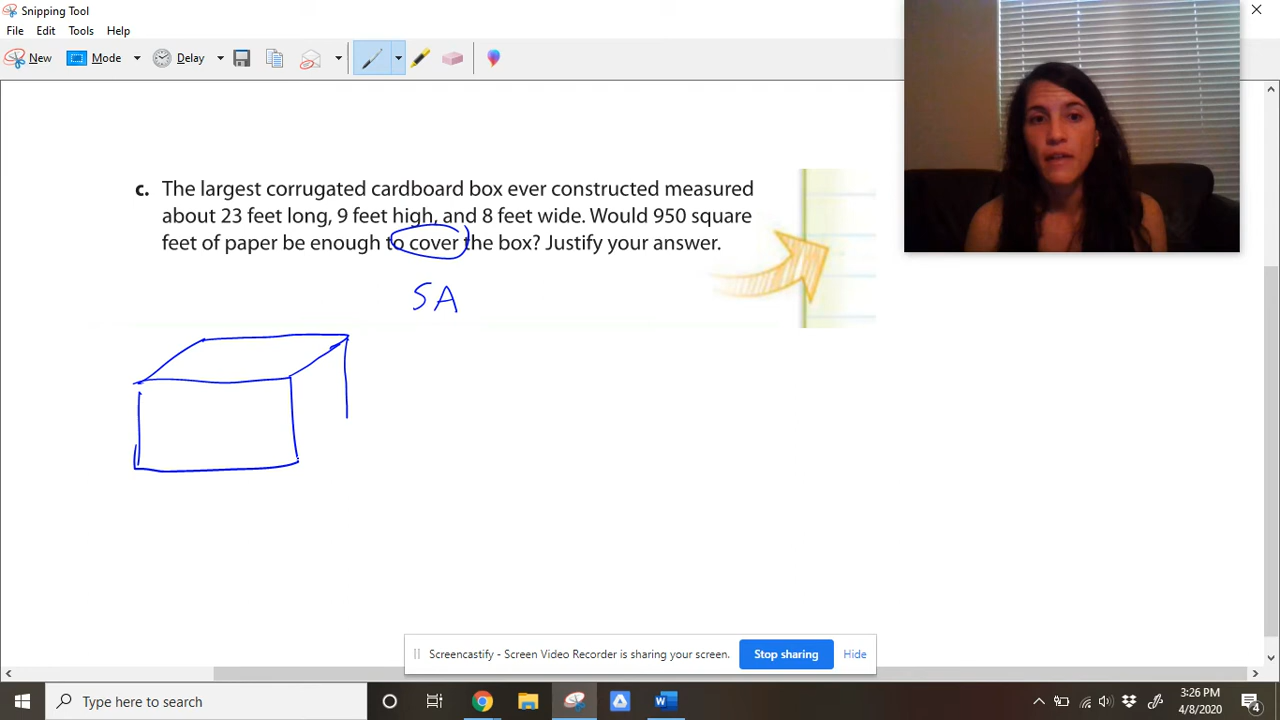 Snipping Tool
File Edit Tools Help
New Mode Delay
c. The largest corrugated cardboard box ever constructed measured
about 23 feet long, 9 feet high, and 8 feet wide. Would 950 square
feet of paper be enough to cover the box? Justify your answer.
SA
Screencastify - Screen Video Recorder is sharing your screen. Stop sharing Hide
Type here to search
3:26 PM
4/8/2020
4